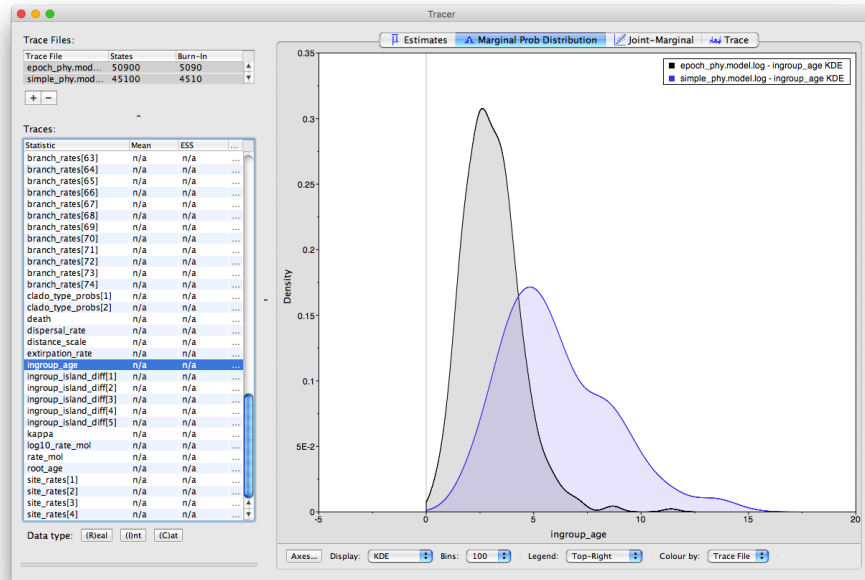 Tracer
Trace Files:
Trace File States Burn-In
epoch_phy.mod... 50900 5090
simple_phy.mod... 45100 4510
+ −
Traces:
Statistic Mean ESS ...
branch_rates[63] n/a n/a ...
branch_rates[64] n/a n/a ...
branch_rates[65] n/a n/a ...
branch_rates[66] n/a n/a ...
branch_rates[67] n/a n/a ...
branch_rates[68] n/a n/a ...
branch_rates[69] n/a n/a ...
branch_rates[70] n/a n/a ...
branch_rates[71] n/a n/a ...
branch_rates[72] n/a n/a ...
branch_rates[73] n/a n/a ...
branch_rates[74] n/a n/a ...
clado_type_probs[1] n/a n/a ...
clado_type_probs[2] n/a n/a ...
death n/a n/a ...
dispersal_rate n/a n/a ...
distance_scale n/a n/a ...
extirpation_rate n/a n/a ...
ingroup_age n/a n/a ...
ingroup_island_diff[1] n/a n/a ...
ingroup_island_diff[2] n/a n/a ...
ingroup_island_diff[3] n/a n/a ...
ingroup_island_diff[4] n/a n/a ...
ingroup_island_diff[5] n/a n/a ...
kappa n/a n/a ...
log10_rate_mol n/a n/a ...
rate_mol n/a n/a ...
root_age n/a n/a ...
site_rates[1] n/a n/a ...
site_rates[2] n/a n/a ...
site_rates[3] n/a n/a ...
site_rates[4] n/a n/a ...
Data type: (R)eal (I)nt (C)at
Estimates Marginal Prob Distribution Joint-Marginal Trace
epoch_phy.model.log - ingroup_age KDE
simple_phy.model.log - ingroup_age KDE
0.35
0.3
0.25
0.2
0.15
0.1
5E-2
0
Density
-5 0 5 10 15 20
ingroup_age
Axes... Display: KDE Bins: 100 Legend: Top-Right Colour by: Trace File